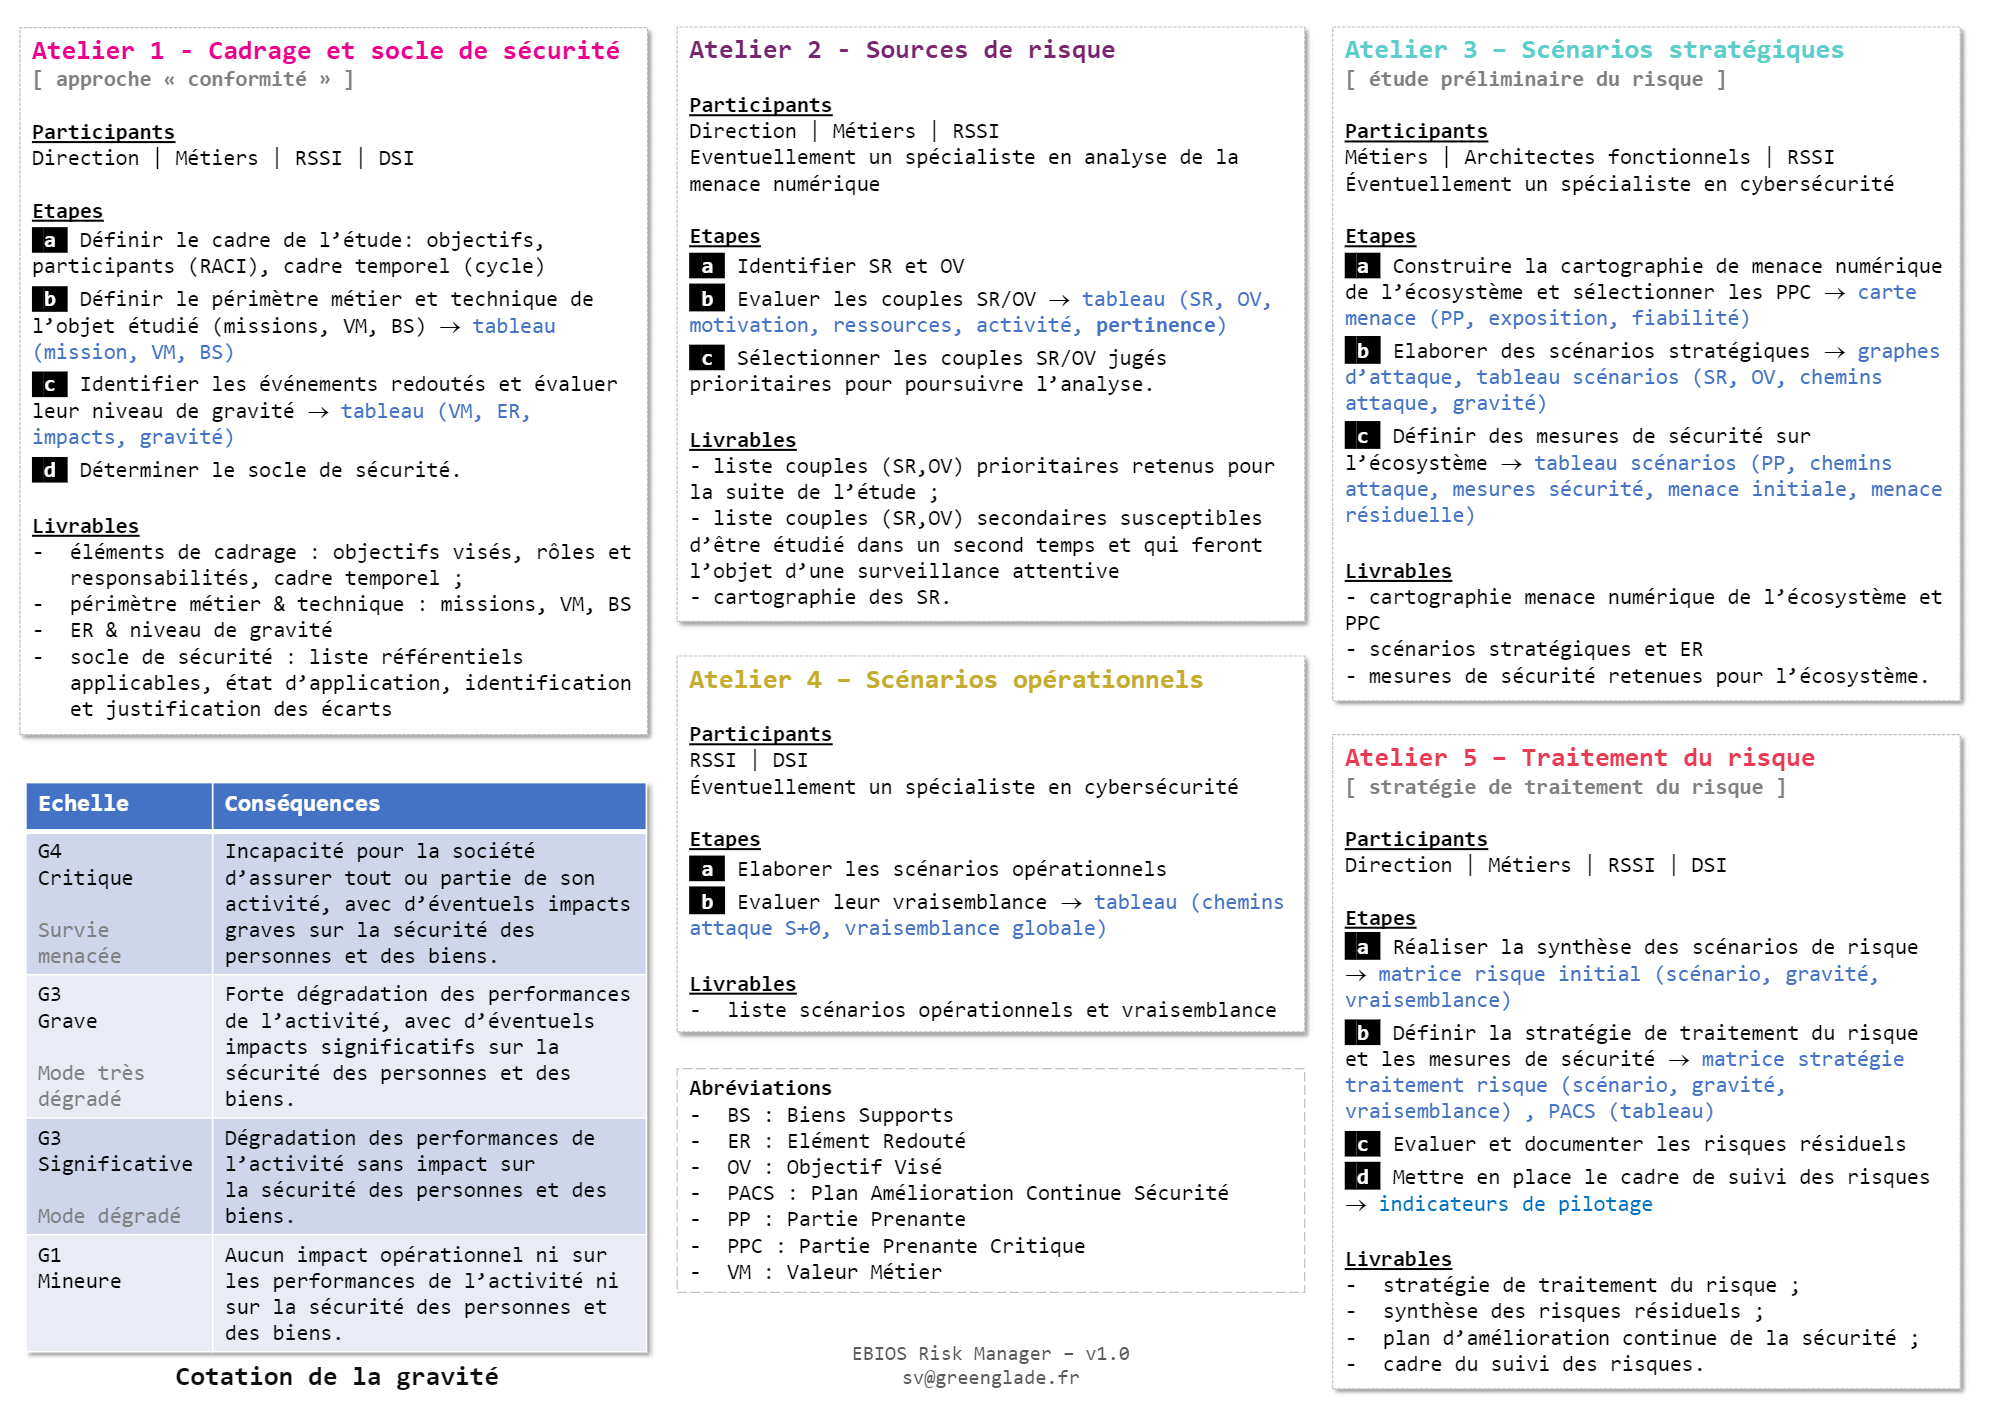 Atelier 1 - Cadrage et socle de sécurité
[ approche « conformité » ]
Participants
Direction | Métiers | RSSI | DSI
Etapes
a Définir le cadre de l’étude: objectifs,
participants (RACI), cadre temporel (cycle)
b Définir le périmètre métier et technique de
l’objet étudié (missions, VM, BS) → tableau
(mission, VM, BS)
c Identifier les événements redoutés et évaluer
leur niveau de gravité → tableau (VM, ER,
impacts, gravité)
d Déterminer le socle de sécurité.
Livrables
- éléments de cadrage : objectifs visés, rôles et
responsabilités, cadre temporel ;
- périmètre métier & technique : missions, VM, BS
- ER & niveau de gravité
- socle de sécurité : liste référentiels
applicables, état d’application, identification
et justification des écarts
Echelle Conséquences
G4
Critique
Survie
menacée
Incapacité pour la société
d’assurer tout ou partie de son
activité, avec d’éventuels impacts
graves sur la sécurité des
personnes et des biens.
G3
Grave
Mode très
dégradé
Forte dégradation des performances
de l’activité, avec d’éventuels
impacts significatifs sur la
sécurité des personnes et des
biens.
G3
Significative
Mode dégradé
Dégradation des performances de
l’activité sans impact sur
la sécurité des personnes et des
biens.
G1
Mineure
Aucun impact opérationnel ni sur
les performances de l’activité ni
sur la sécurité des personnes et
des biens.
Cotation de la gravité
Atelier 2 - Sources de risque
Participants
Direction | Métiers | RSSI
Eventuellement un spécialiste en analyse de la
menace numérique
Etapes
a Identifier SR et OV
b Evaluer les couples SR/OV → tableau (SR, OV,
motivation, ressources, activité, pertinence)
c Sélectionner les couples SR/OV jugés
prioritaires pour poursuivre l’analyse.
Livrables
- liste couples (SR,OV) prioritaires retenus pour
la suite de l’étude ;
- liste couples (SR,OV) secondaires susceptibles
d’être étudié dans un second temps et qui feront
l’objet d’une surveillance attentive
- cartographie des SR.
Atelier 4 – Scénarios opérationnels
Participants
RSSI | DSI
Éventuellement un spécialiste en cybersécurité
Etapes
a Elaborer les scénarios opérationnels
b Evaluer leur vraisemblance → tableau (chemins
attaque S+0, vraisemblance globale)
Livrables
- liste scénarios opérationnels et vraisemblance
Abréviations
- BS : Biens Supports
- ER : Elément Redouté
- OV : Objectif Visé
- PACS : Plan Amélioration Continue Sécurité
- PP : Partie Prenante
- PPC : Partie Prenante Critique
- VM : Valeur Métier
EBIOS Risk Manager – v1.0
sv@greenglade.fr
Atelier 3 – Scénarios stratégiques
[ étude préliminaire du risque ]
Participants
Métiers | Architectes fonctionnels | RSSI
Éventuellement un spécialiste en cybersécurité
Etapes
a Construire la cartographie de menace numérique
de l’écosystème et sélectionner les PPC → carte
menace (PP, exposition, fiabilité)
b Elaborer des scénarios stratégiques → graphes
d’attaque, tableau scénarios (SR, OV, chemins
attaque, gravité)
c Définir des mesures de sécurité sur
l’écosystème → tableau scénarios (PP, chemins
attaque, mesures sécurité, menace initiale, menace
résiduelle)
Livrables
- cartographie menace numérique de l’écosystème et
PPC
- scénarios stratégiques et ER
- mesures de sécurité retenues pour l’écosystème.
Atelier 5 – Traitement du risque
[ stratégie de traitement du risque ]
Participants
Direction | Métiers | RSSI | DSI
Etapes
a Réaliser la synthèse des scénarios de risque
→ matrice risque initial (scénario, gravité,
vraisemblance)
b Définir la stratégie de traitement du risque
et les mesures de sécurité → matrice stratégie
traitement risque (scénario, gravité,
vraisemblance) , PACS (tableau)
c Evaluer et documenter les risques résiduels
d Mettre en place le cadre de suivi des risques
→ indicateurs de pilotage
Livrables
- stratégie de traitement du risque ;
- synthèse des risques résiduels ;
- plan d’amélioration continue de la sécurité ;
- cadre du suivi des risques.